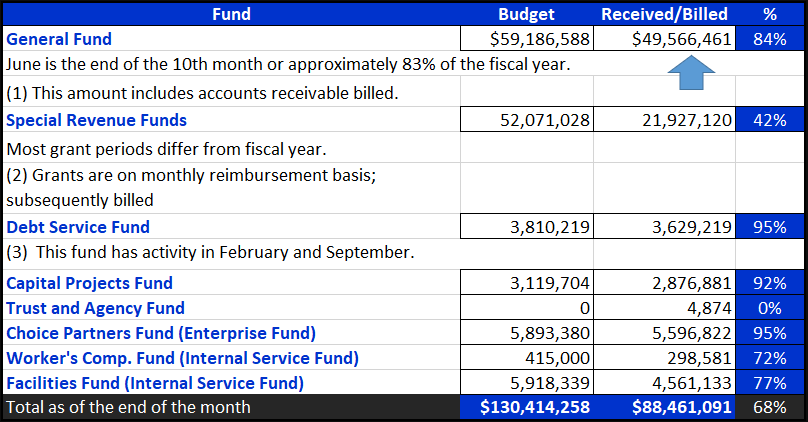 Fund Budget Received/Billed %
General Fund $59,186,588 $49,566,461 84%
June is the end of the 10th month or approximately 83% of the fiscal year.
(1) This amount includes accounts receivable billed.
Special Revenue Funds 52,071,028 21,927,120 42%
Most grant periods differ from fiscal year.
(2) Grants are on monthly reimbursement basis;
subsequently billed
Debt Service Fund 3,810,219 3,629,219 95%
(3) This fund has activity in February and September.
Capital Projects Fund 3,119,704 2,876,881 92%
Trust and Agency Fund 0 4,874 0%
Choice Partners Fund (Enterprise Fund) 5,893,380 5,596,822 95%
Worker's Comp. Fund (Internal Service Fund) 415,000 298,581 72%
Facilities Fund (Internal Service Fund) 5,918,339 4,561,133 77%
Total as of the end of the month $130,414,258 $88,461,091 68%